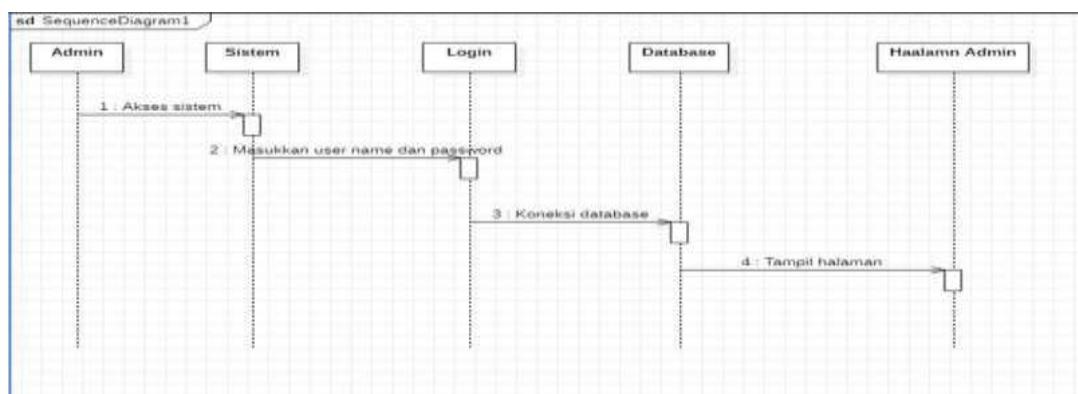 sd SequenceDiagram1
Admin
Sistem
Login
Database
Haalamn Admin
1 : Akses sistem
2 : Masukkan user name dan password
3 : Koneksi database
4 : Tampil halaman